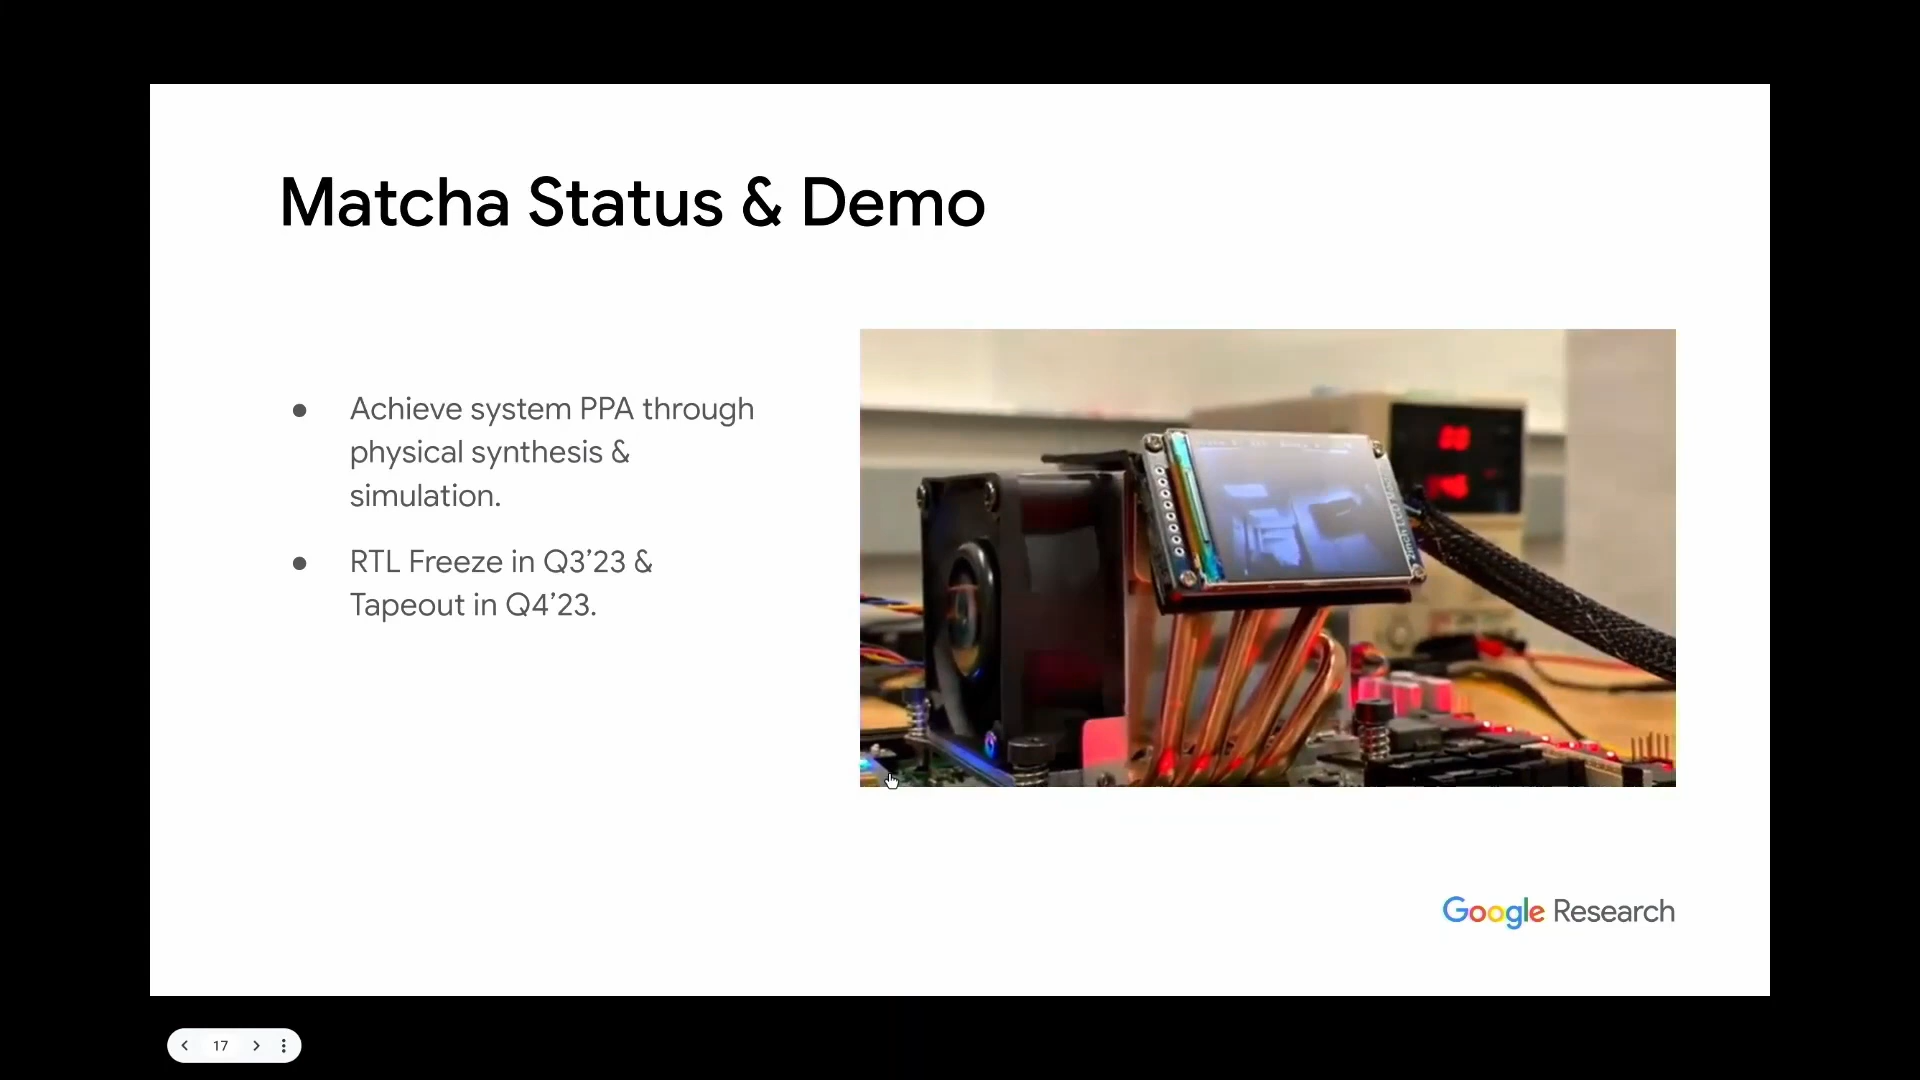 Matcha Status & Demo
● Achieve system PPA through
physical synthesis &
simulation.
● RTL Freeze in Q3’23 &
Tapeout in Q4’23.
Google Research
17